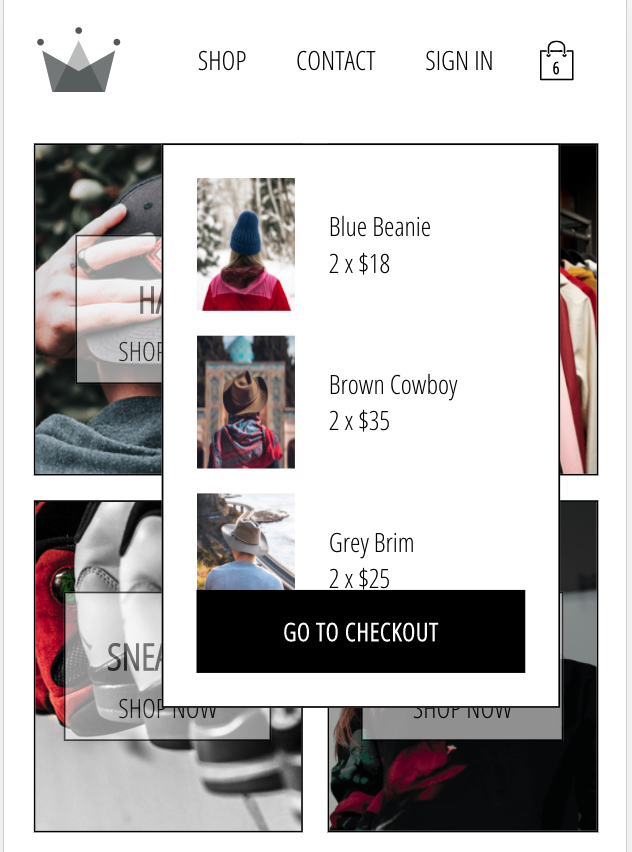 SHOP
CONTACT
SIGN IN
6
Blue Beanie
2 x $18
Brown Cowboy
2 x $35
Grey Brim
2 x $25
GO TO CHECKOUT
HA
SHOP
SNEA
SHOP NOW
SHOP NOW